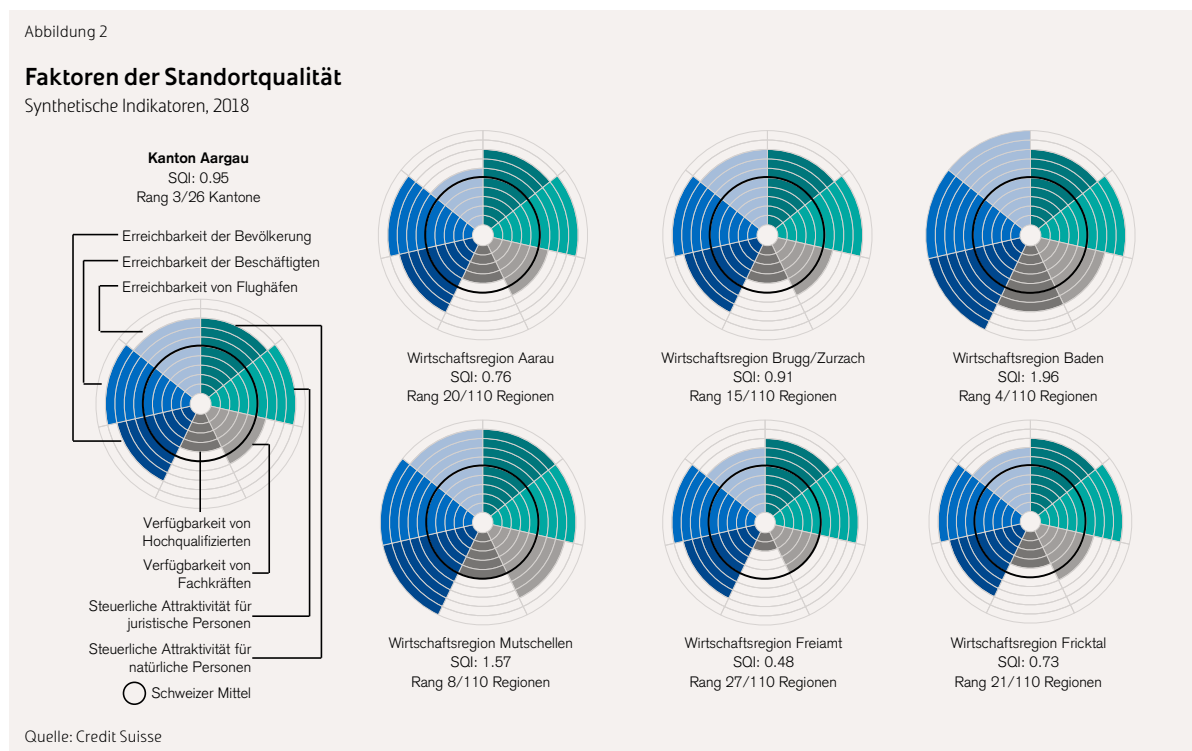 Abbildung 2
Faktoren der Standortqualität
Synthetische Indikatoren, 2018
Kanton Aargau
SQI: 0.95
Rang 3/26 Kantone
Erreichbarkeit der Bevölkerung
Erreichbarkeit der Beschäftigten
Erreichbarkeit von Flughäfen
Verfügbarkeit von
Hochqualifizierten
Verfügbarkeit von
Fachkräften
Steuerliche Attraktivität für
juristische Personen
Steuerliche Attraktivität für
natürliche Personen
Schweizer Mittel
Wirtschaftsregion Aarau
SQI: 0.76
Rang 20/110 Regionen
Wirtschaftsregion Brugg/Zurzach
SQI: 0.91
Rang 15/110 Regionen
Wirtschaftsregion Baden
SQI: 1.96
Rang 4/110 Regionen
Wirtschaftsregion Mutschellen
SQI: 1.57
Rang 8/110 Regionen
Wirtschaftsregion Freiamt
SQI: 0.48
Rang 27/110 Regionen
Wirtschaftsregion Fricktal
SQI: 0.73
Rang 21/110 Regionen
Quelle: Credit Suisse